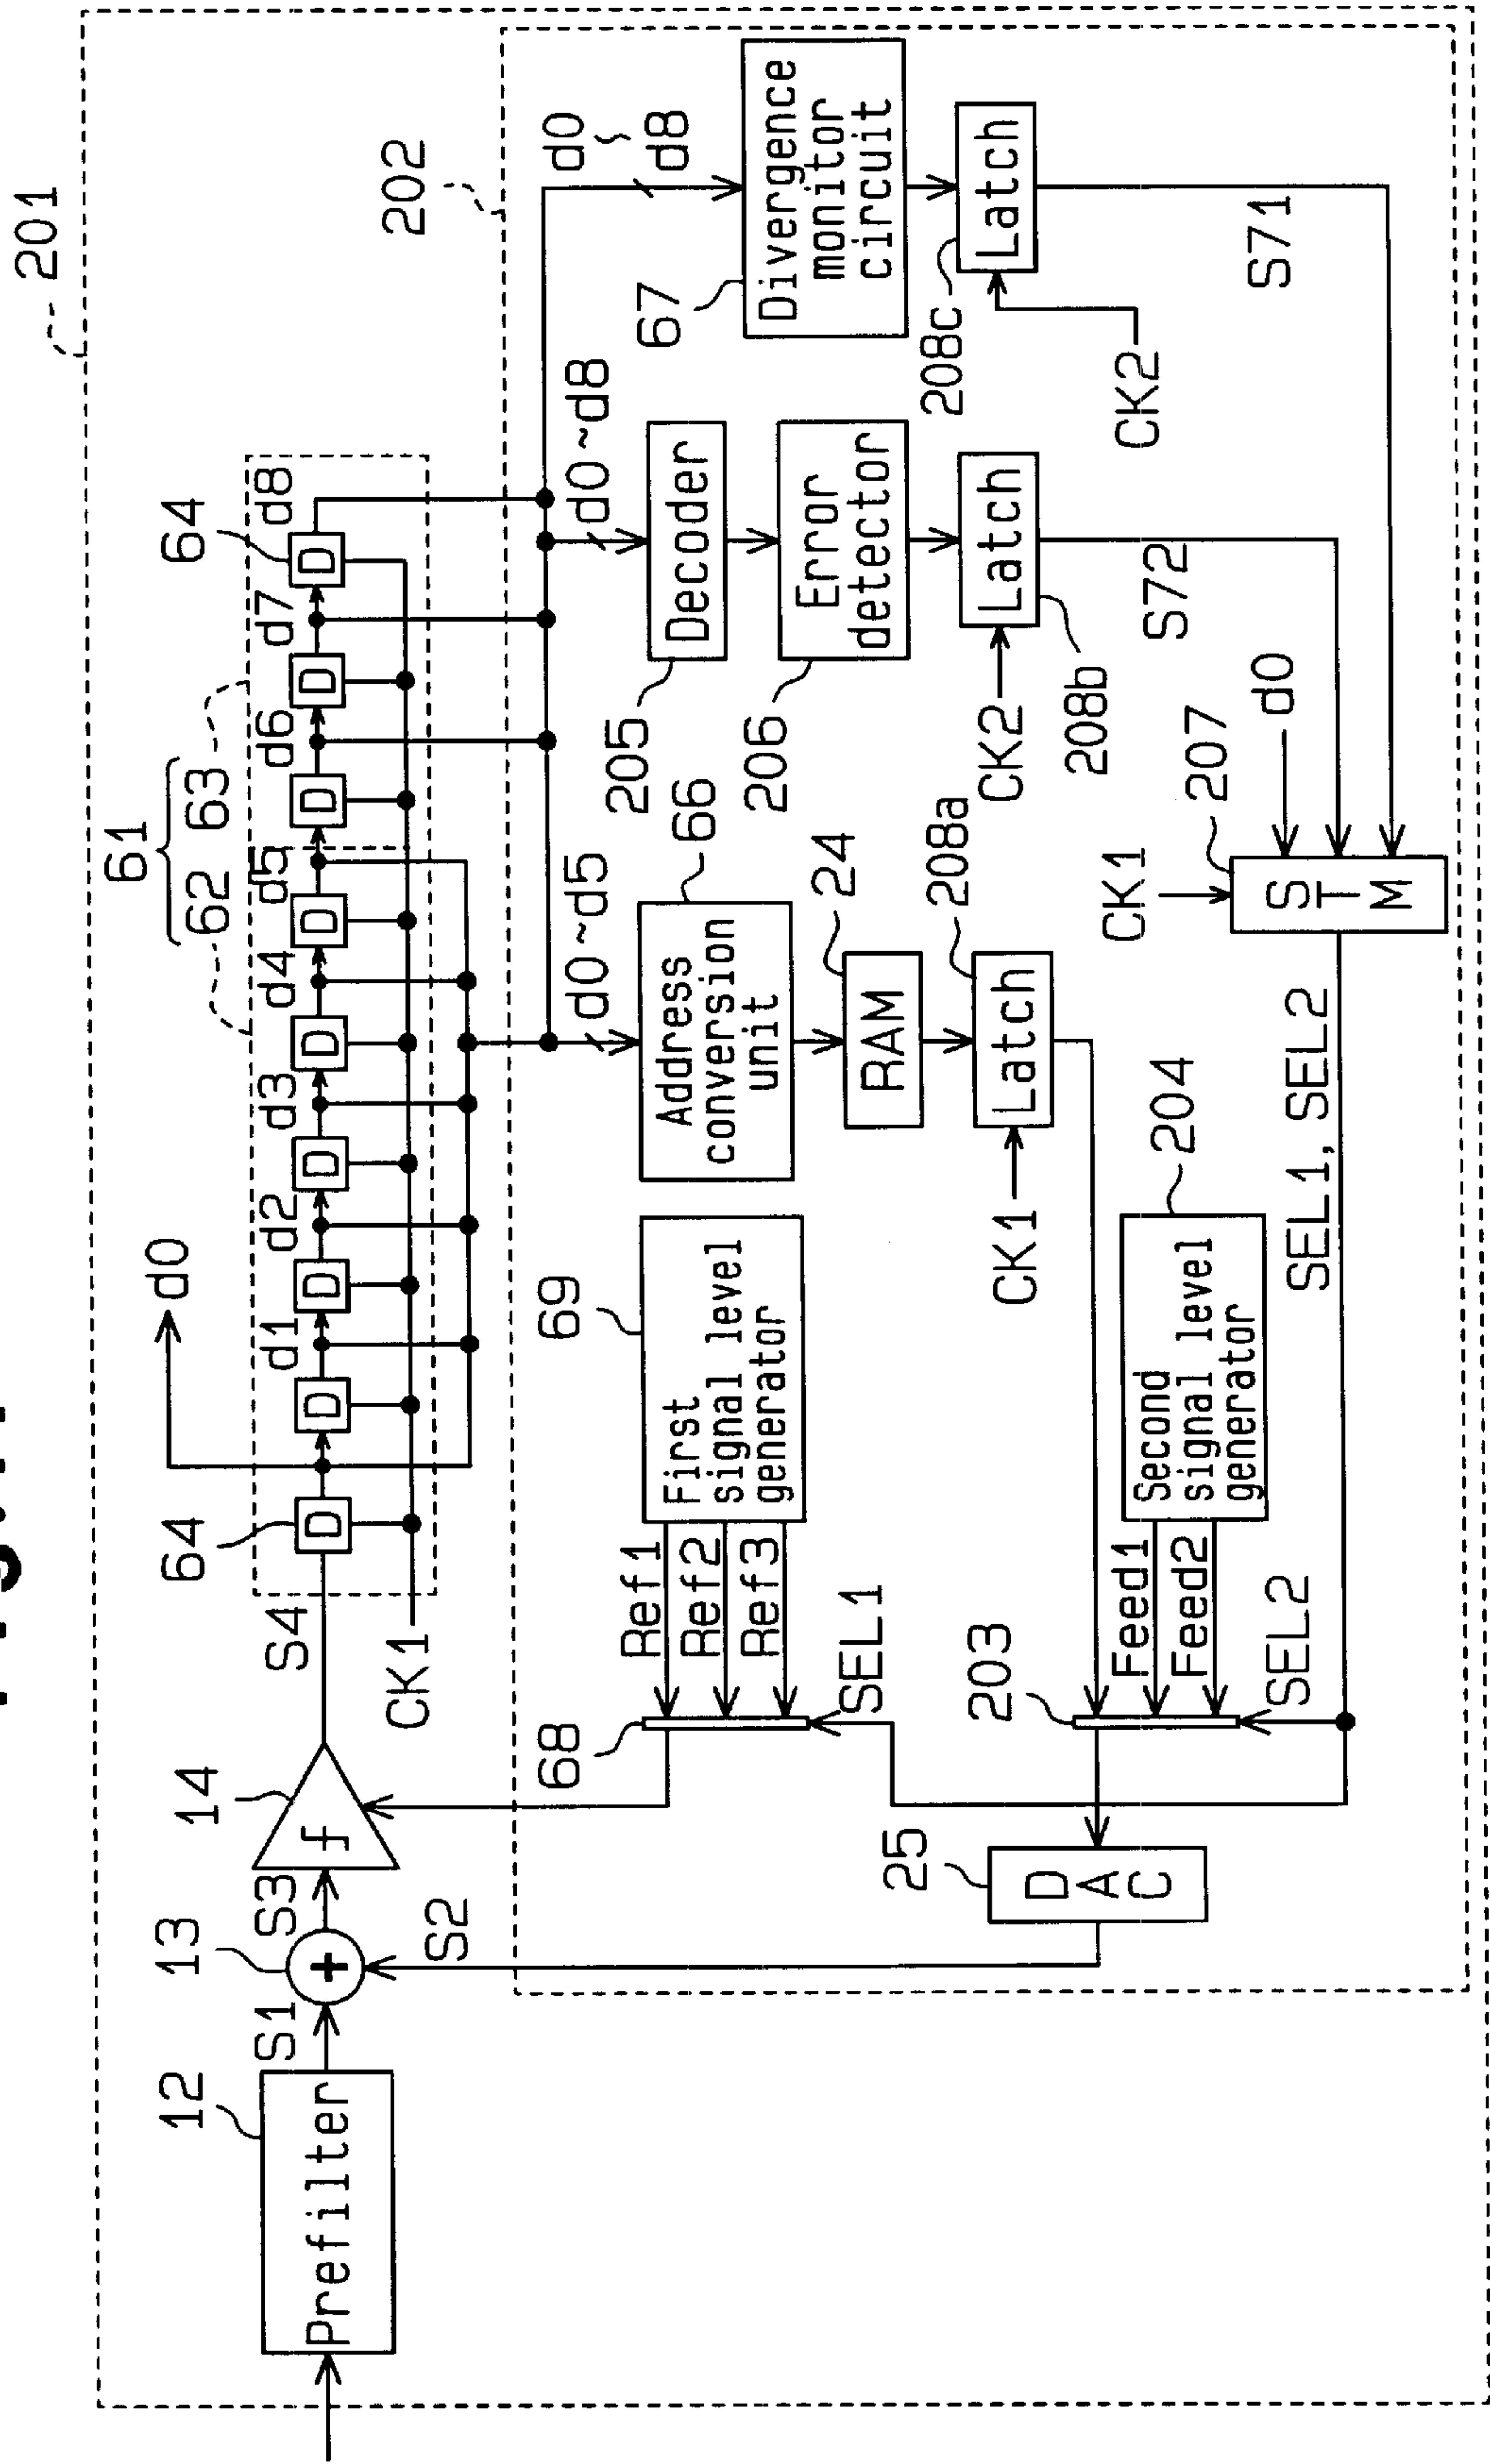 201
202
61
62
63
64
64
d0
d1
d2
d3
d4
d5
d6
d7
d8
D
D
D
D
D
D
D
D
D
12
Prefilter
S1
13
+
S3
14
f
S4
CK1
S2
68
Ref1
Ref2
Ref3
69
First
signal level
generator
SEL1
d0~d5
66
Address
conversion
unit
24
RAM
208a
Latch
CK1
d0~d8
205
Decoder
206
Error
detector
Latch
208b
CK2
S72
d0
~
d8
67
Divergence
monitor
circuit
208c
Latch
CK2
S71
25
DAC
203
Feed1
Feed2
204
Second
signal level
generator
SEL2
SEL1, SEL2
CK1
207
d0
STM